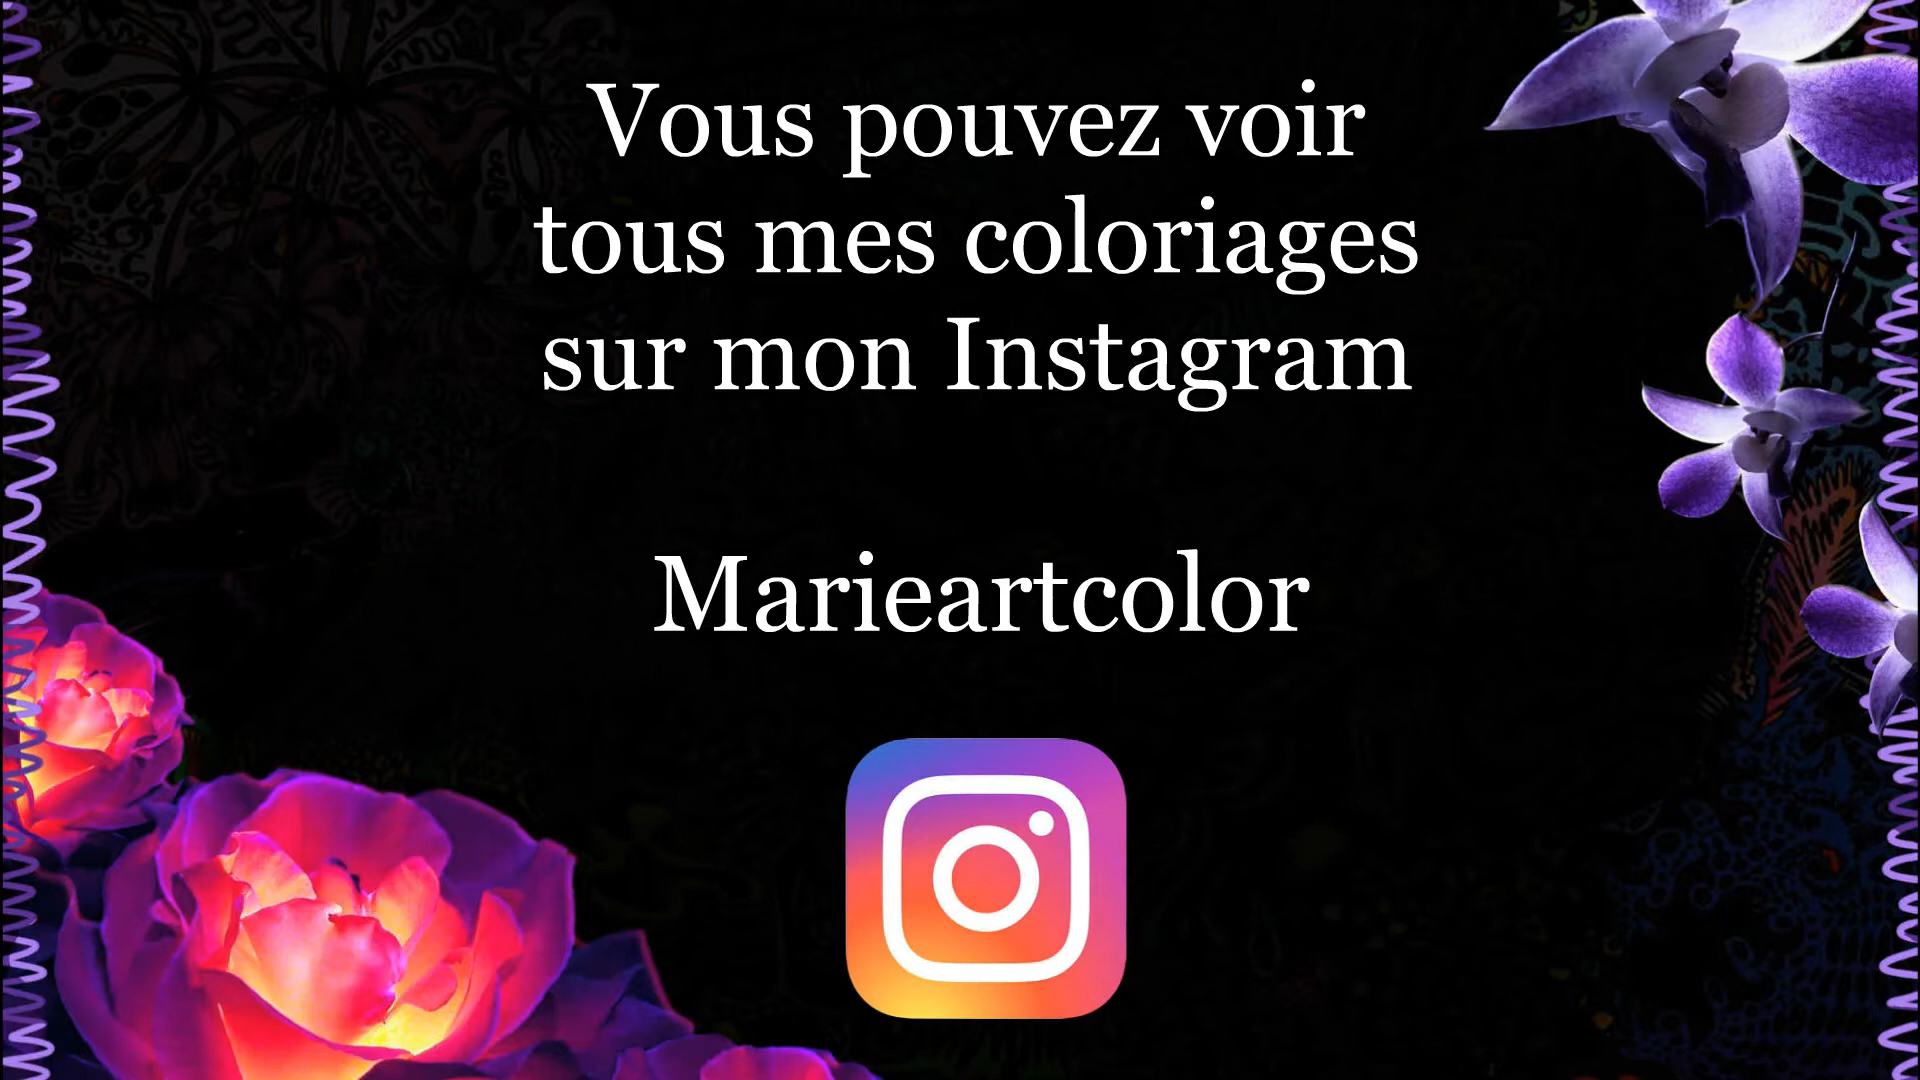 Vous pouvez voir
tous mes coloriages
sur mon Instagram
Marieartcolor